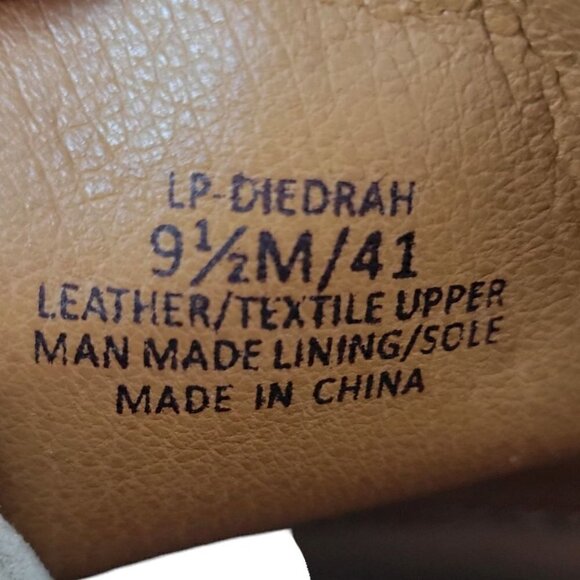 LP-DIEDRAH
9½M/41
LEATHER/TEXTILE UPPER
MAN MADE LINING/SOLE
MADE IN CHINA